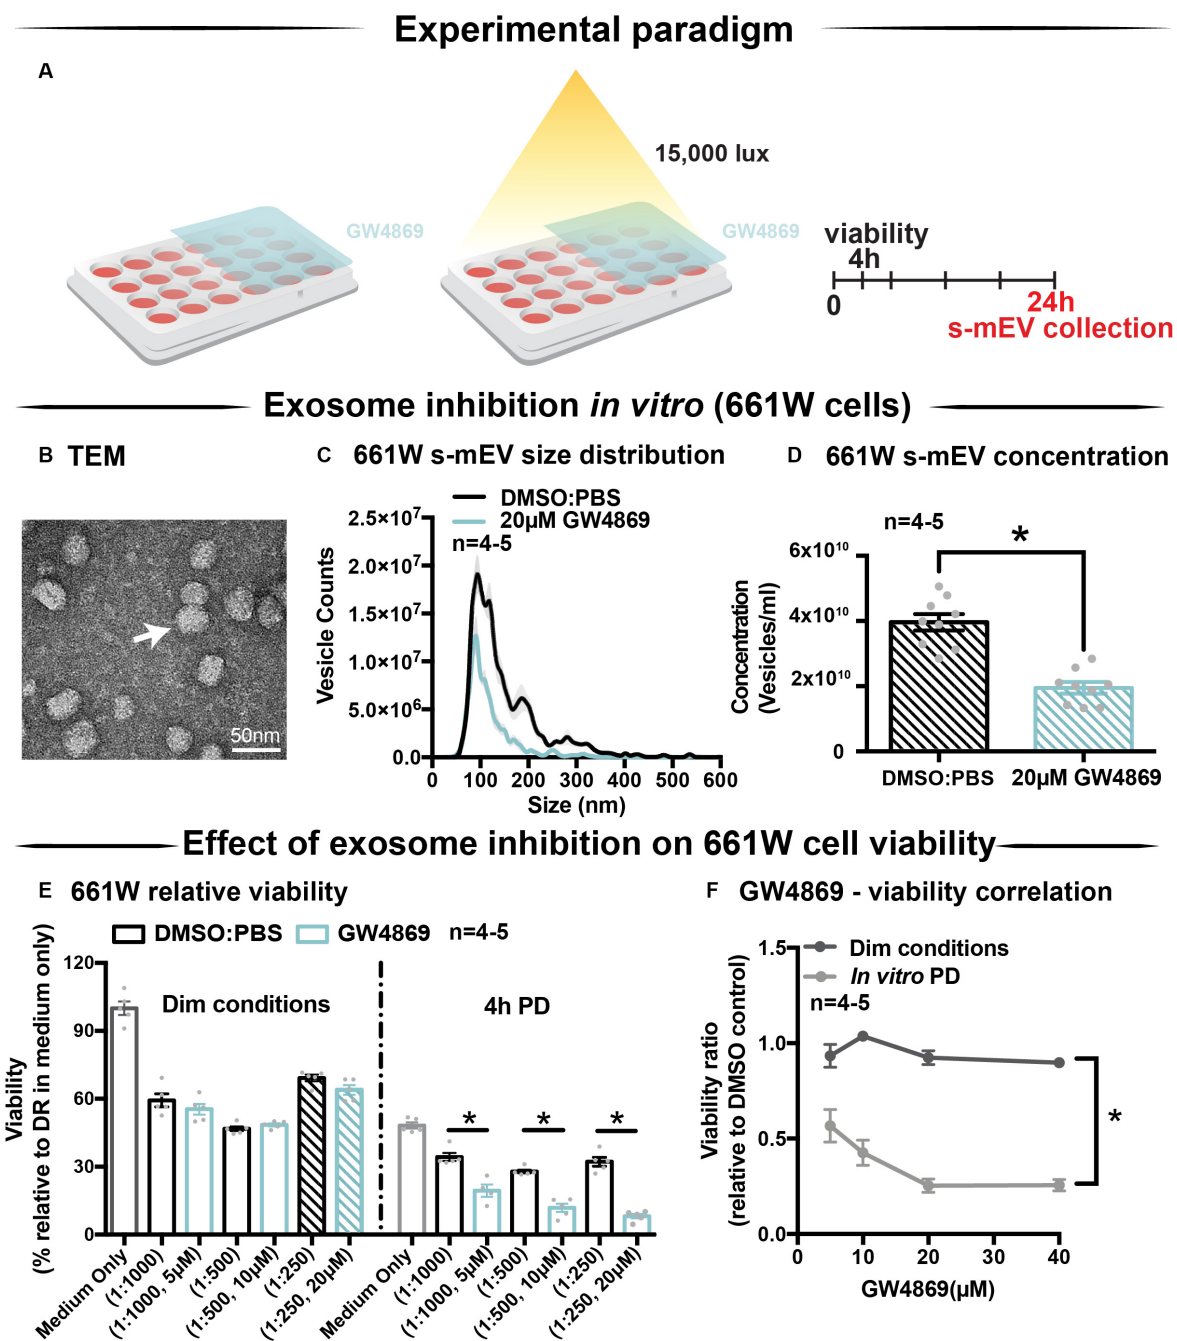 Experimental paradigm
A
15,000 lux
GW4869
GW4869
viability
4h
0
24h
s-mEV collection
Exosome inhibition in vitro (661W cells)
B TEM
50nm
C 661W s-mEV size distribution
DMSO:PBS
20µM GW4869
n=4-5
Vesicle Counts
2.5×10⁷
2.0×10⁷
1.5×10⁷
1.0×10⁷
5.0×10⁶
0.0
0 100 200 300 400 500 600
Size (nm)
D 661W s-mEV concentration
n=4-5
*
Concentration
(Vesicles/ml)
6x10¹⁰
4x10¹⁰
2x10¹⁰
0
DMSO:PBS 20µM GW4869
Effect of exosome inhibition on 661W cell viability
E 661W relative viability
DMSO:PBS GW4869 n=4-5
Viability
(% relative to DR in medium only)
120
90
60
30
0
Dim conditions
4h PD
* * *
Medium Only
(1:1000)
(1:1000, 5µM)
(1:500)
(1:500, 10µM)
(1:250)
(1:250, 20µM)
Medium Only
(1:1000)
(1:1000, 5µM)
(1:500)
(1:500, 10µM)
(1:250)
(1:250, 20µM)
F GW4869 - viability correlation
Dim conditions
In vitro PD
n=4-5
Viability ratio
(relative to DMSO control)
1.5
1.0
0.5
0.0
*
0 10 20 30 40
GW4869(µM)